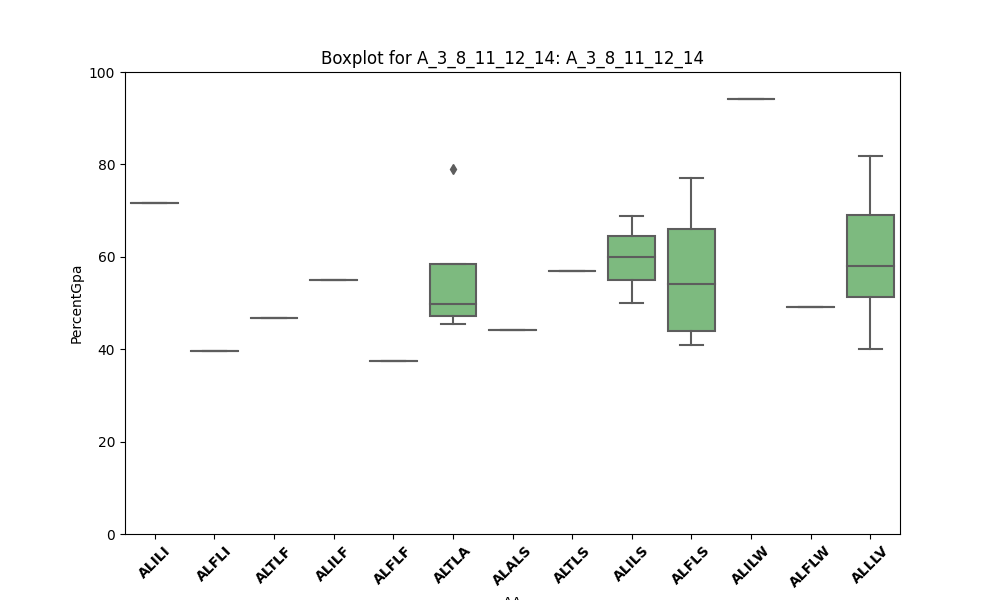 Boxplot for A_3_8_11_12_14: A_3_8_11_12_14
PercentGpa
100
80
60
40
20
0
ALILI
ALFLI
ALTLF
ALILF
ALFLF
ALTLA
ALALS
ALTLS
ALILS
ALFLS
ALILW
ALFLW
ALLLV